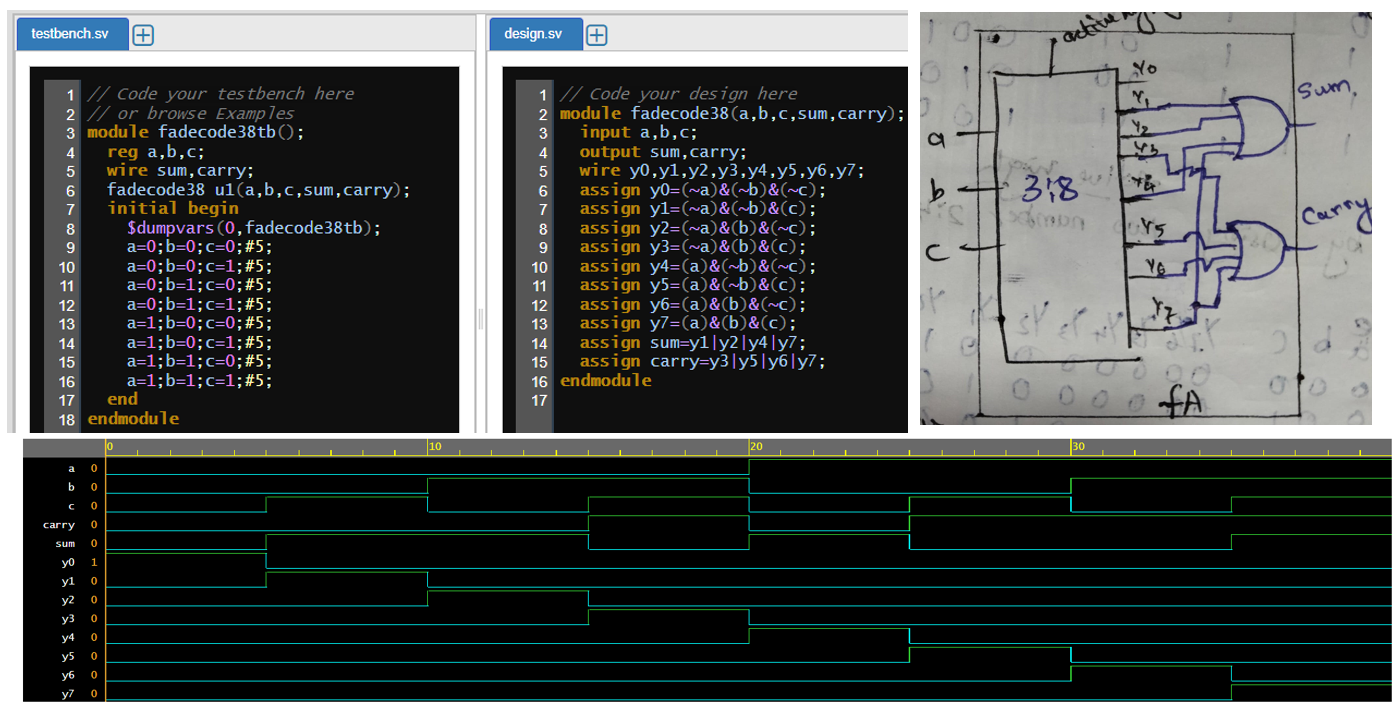 testbench.sv
1 // Code your testbench here
2 // or browse Examples
3 module fadecode38tb();
4 reg a,b,c;
5 wire sum,carry;
6 fadecode38 u1(a,b,c,sum,carry);
7 initial begin
8 $dumpvars(0,fadecode38tb);
9 a=0;b=0;c=0;#5;
10 a=0;b=0;c=1;#5;
11 a=0;b=1;c=0;#5;
12 a=0;b=1;c=1;#5;
13 a=1;b=0;c=0;#5;
14 a=1;b=0;c=1;#5;
15 a=1;b=1;c=0;#5;
16 a=1;b=1;c=1;#5;
17 end
18 endmodule
design.sv
1 // Code your design here
2 module fadecode38(a,b,c,sum,carry);
3 input a,b,c;
4 output sum,carry;
5 wire y0,y1,y2,y3,y4,y5,y6,y7;
6 assign y0=(~a)&(~b)&(~c);
7 assign y1=(~a)&(~b)&(c);
8 assign y2=(~a)&(b)&(~c);
9 assign y3=(~a)&(b)&(c);
10 assign y4=(a)&(~b)&(~c);
11 assign y5=(a)&(~b)&(c);
12 assign y6=(a)&(b)&(~c);
13 assign y7=(a)&(b)&(c);
14 assign sum=y1|y2|y4|y7;
15 assign carry=y3|y5|y6|y7;
16 endmodule
17
Y0
Y1
Y2
Y3
Y4
Y5
Y6
Y7
a
b
c
3:8
Sum.
Carry
fA
0 10 20 30
a 0
b 0
c 0
carry 0
sum 0
y0 1
y1 0
y2 0
y3 0
y4 0
y5 0
y6 0
y7 0